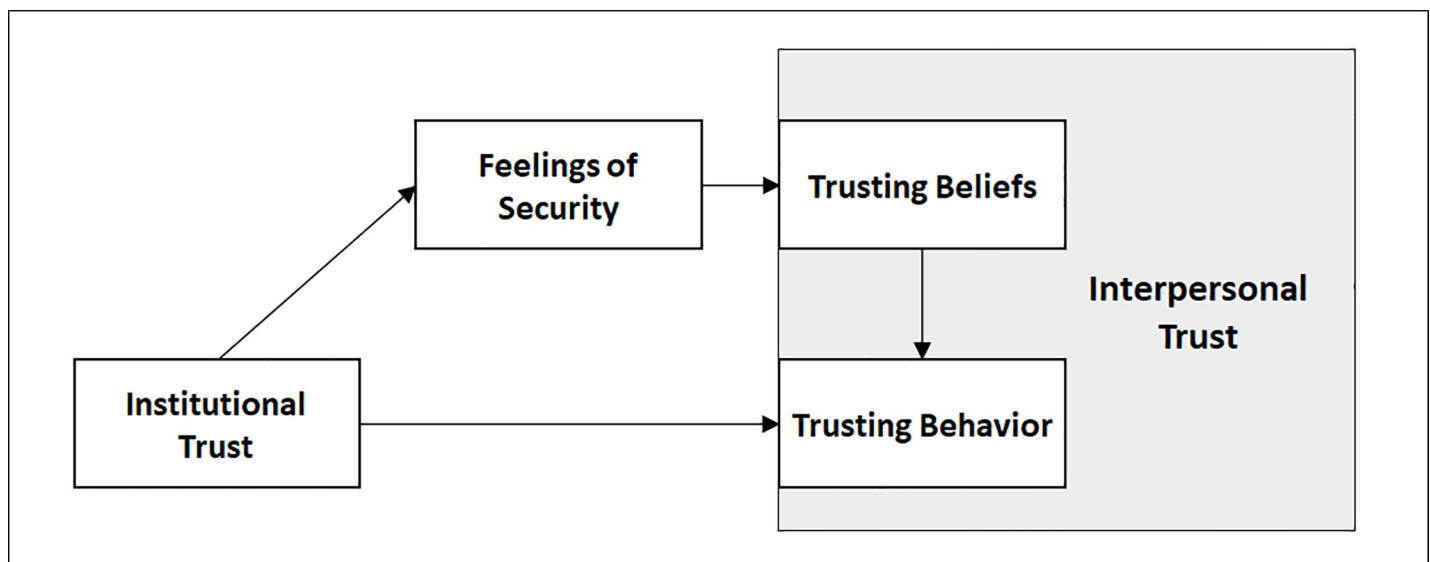 Feelings of
Security
Trusting Beliefs
Interpersonal
Trust
Institutional
Trust
Trusting Behavior